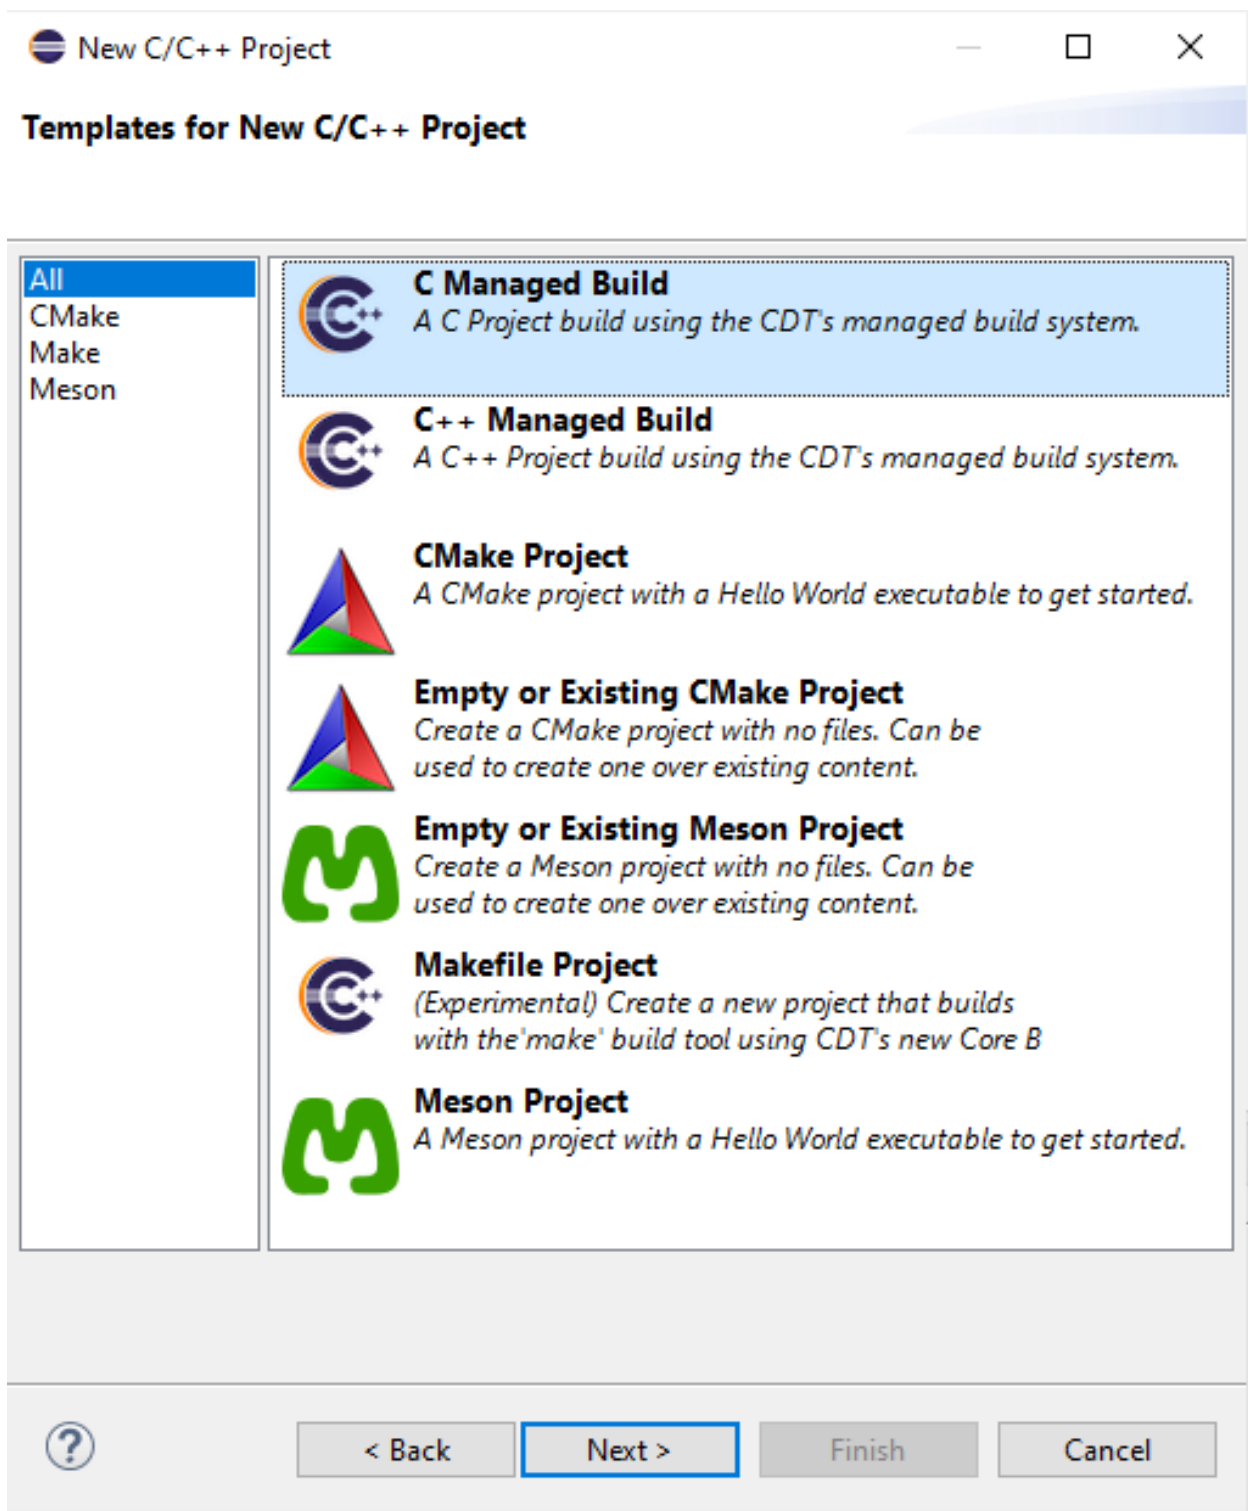 New C/C++ Project
Templates for New C/C++ Project
All
CMake
Make
Meson
C Managed Build
A C Project build using the CDT's managed build system.
C++ Managed Build
A C++ Project build using the CDT's managed build system.
CMake Project
A CMake project with a Hello World executable to get started.
Empty or Existing CMake Project
Create a CMake project with no files. Can be
used to create one over existing content.
Empty or Existing Meson Project
Create a Meson project with no files. Can be
used to create one over existing content.
Makefile Project
(Experimental) Create a new project that builds
with the'make' build tool using CDT's new Core B
Meson Project
A Meson project with a Hello World executable to get started.
< Back
Next >
Finish
Cancel